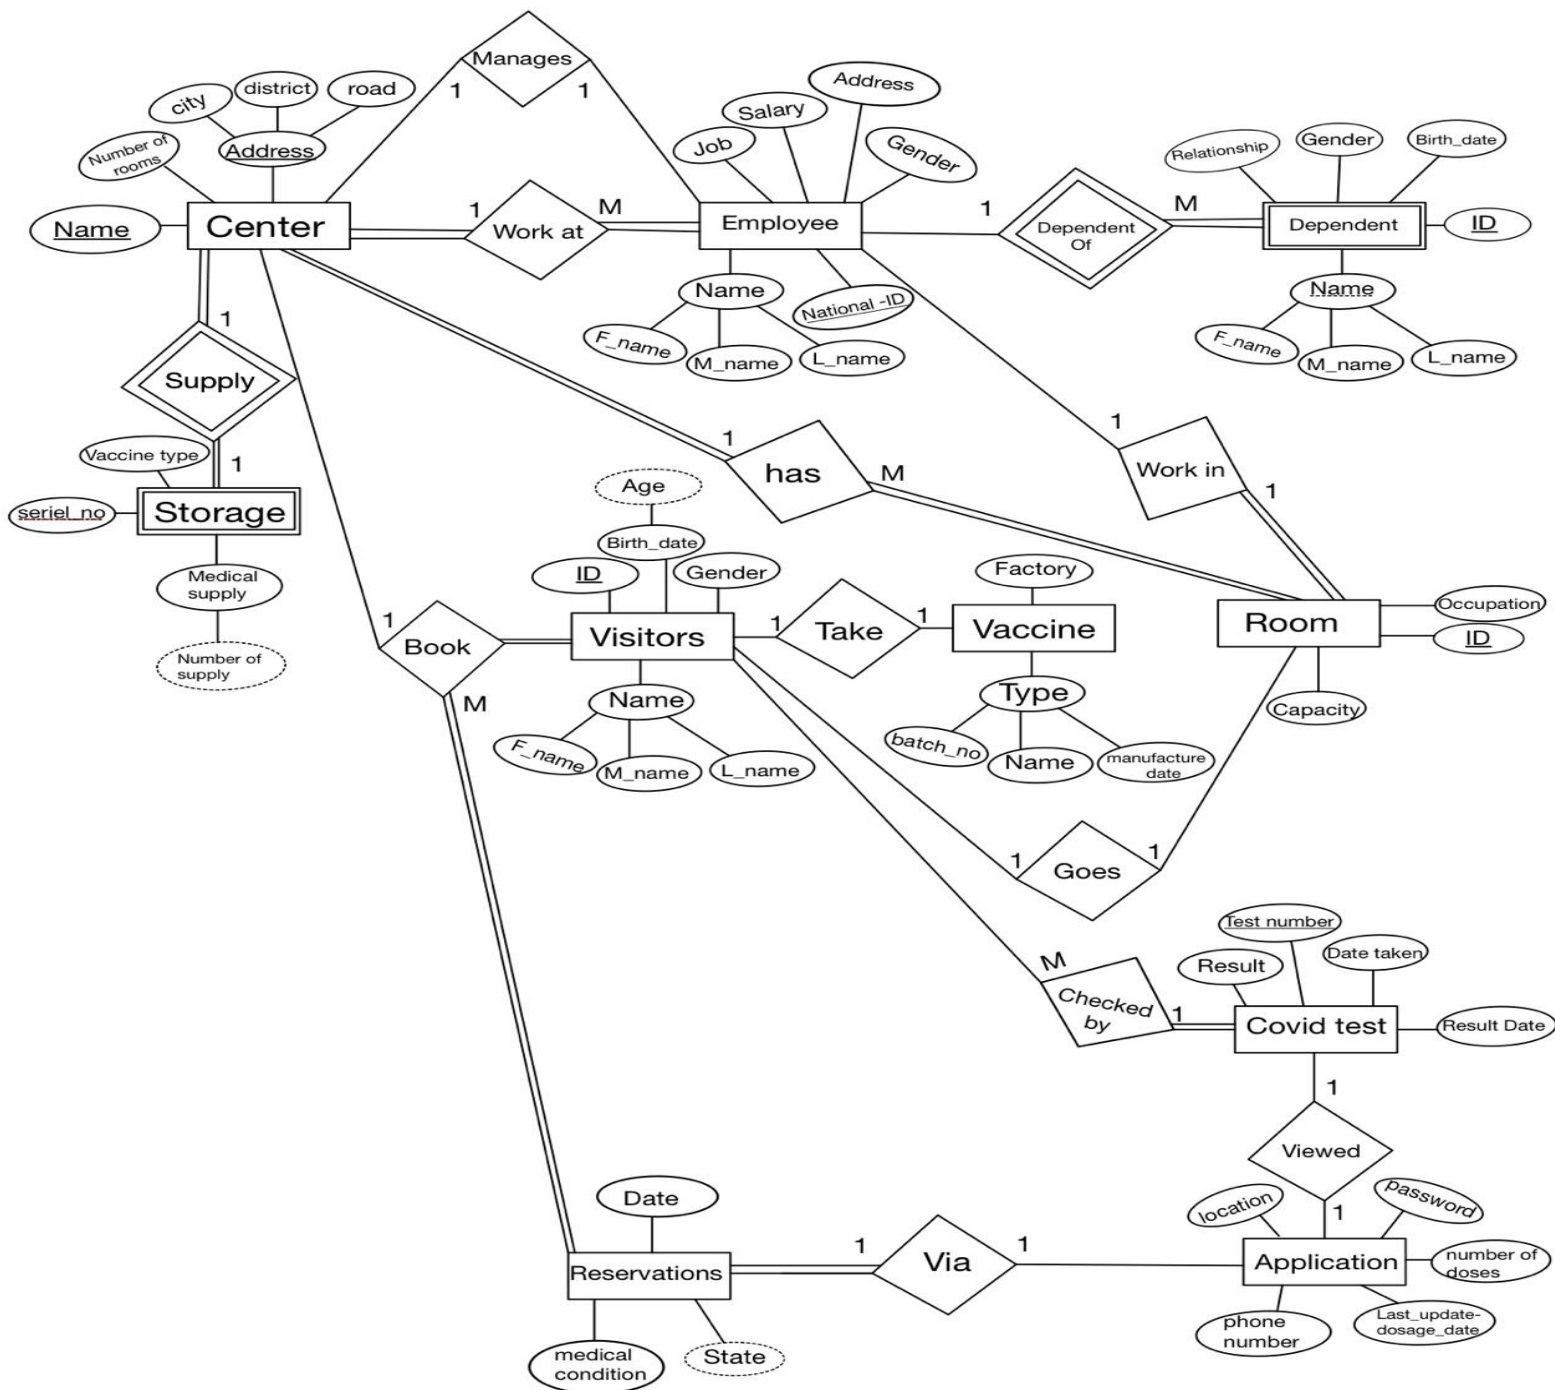 Manages
1
1
city
district
road
Number of
rooms
Address
Name
Center
1
Work at
M
Job
Salary
Address
Gender
Employee
Name
F_name
M_name
L_name
National -ID
1
Dependent
Of
M
Relationship
Gender
Birth_date
Dependent
ID
Name
F_name
M_name
L_name
1
Supply
1
Vaccine type
seriel_no
Storage
Medical
supply
Number of
supply
1
has
M
1
Work in
1
Age
Birth_date
ID
Gender
Visitors
Name
F_name
M_name
L_name
1
Take
1
Factory
Vaccine
Type
batch_no
Name
manufacture
date
Room
Occupation
ID
Capacity
1
Book
M
1
Goes
1
M
Checked
by
1
Test number
Result
Date taken
Covid test
Result Date
1
Viewed
1
location
password
Application
number of
doses
phone
number
Last_update-
dosage_date
Date
Reservations
medical
condition
State
1
Via
1